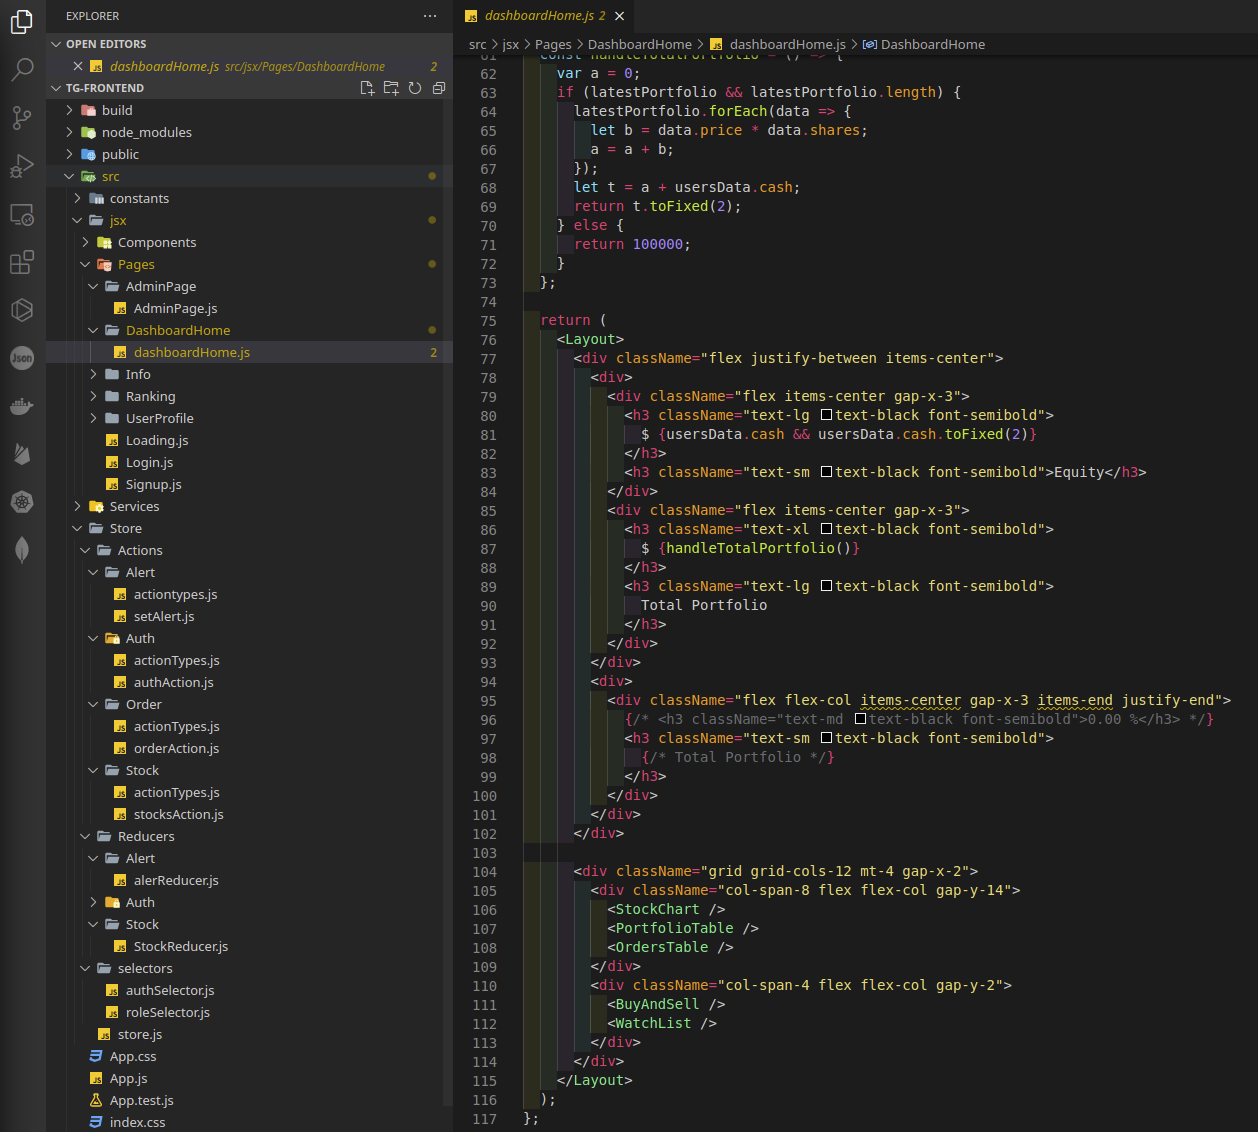 EXPLORER
OPEN EDITORS
dashboardHome.js src/jsx/Pages/DashboardHome 2
TG-FRONTEND
build
node_modules
public
src
constants
jsx
Components
Pages
AdminPage
AdminPage.js
DashboardHome
dashboardHome.js 2
Info
Ranking
UserProfile
Loading.js
Login.js
Signup.js
Services
Store
Actions
Alert
actiontypes.js
setAlert.js
Auth
actionTypes.js
authAction.js
Order
actionTypes.js
orderAction.js
Stock
actionTypes.js
stocksAction.js
Reducers
Alert
alerReducer.js
Auth
Stock
StockReducer.js
selectors
authSelector.js
roleSelector.js
store.js
App.css
App.js
App.test.js
index.css
Json
dashboardHome.js 2
src > jsx > Pages > DashboardHome > dashboardHome.js > DashboardHome
61 const handleTotalPortfolio = () => {
62 var a = 0;
63 if (latestPortfolio && latestPortfolio.length) {
64 latestPortfolio.forEach(data => {
65 let b = data.price * data.shares;
66 a = a + b;
67 });
68 let t = a + usersData.cash;
69 return t.toFixed(2);
70 } else {
71 return 100000;
72 }
73 };
74
75 return (
76 <Layout>
77 <div className="flex justify-between items-center">
78 <div>
79 <div className="flex items-center gap-x-3">
80 <h3 className="text-lg text-black font-semibold">
81 $ {usersData.cash && usersData.cash.toFixed(2)}
82 </h3>
83 <h3 className="text-sm text-black font-semibold">Equity</h3>
84 </div>
85 <div className="flex items-center gap-x-3">
86 <h3 className="text-xl text-black font-semibold">
87 $ {handleTotalPortfolio()}
88 </h3>
89 <h3 className="text-lg text-black font-semibold">
90 Total Portfolio
91 </h3>
92 </div>
93 </div>
94 <div>
95 <div className="flex flex-col items-center gap-x-3 items-end justify-end">
96 {/* <h3 className="text-md text-black font-semibold">0.00 %</h3> */}
97 <h3 className="text-sm text-black font-semibold">
98 {/* Total Portfolio */}
99 </h3>
100 </div>
101 </div>
102 </div>
103
104 <div className="grid grid-cols-12 mt-4 gap-x-2">
105 <div className="col-span-8 flex flex-col gap-y-14">
106 <StockChart />
107 <PortfolioTable />
108 <OrdersTable />
109 </div>
110 <div className="col-span-4 flex flex-col gap-y-2">
111 <BuyAndSell />
112 <WatchList />
113 </div>
114 </div>
115 </Layout>
116 );
117 };